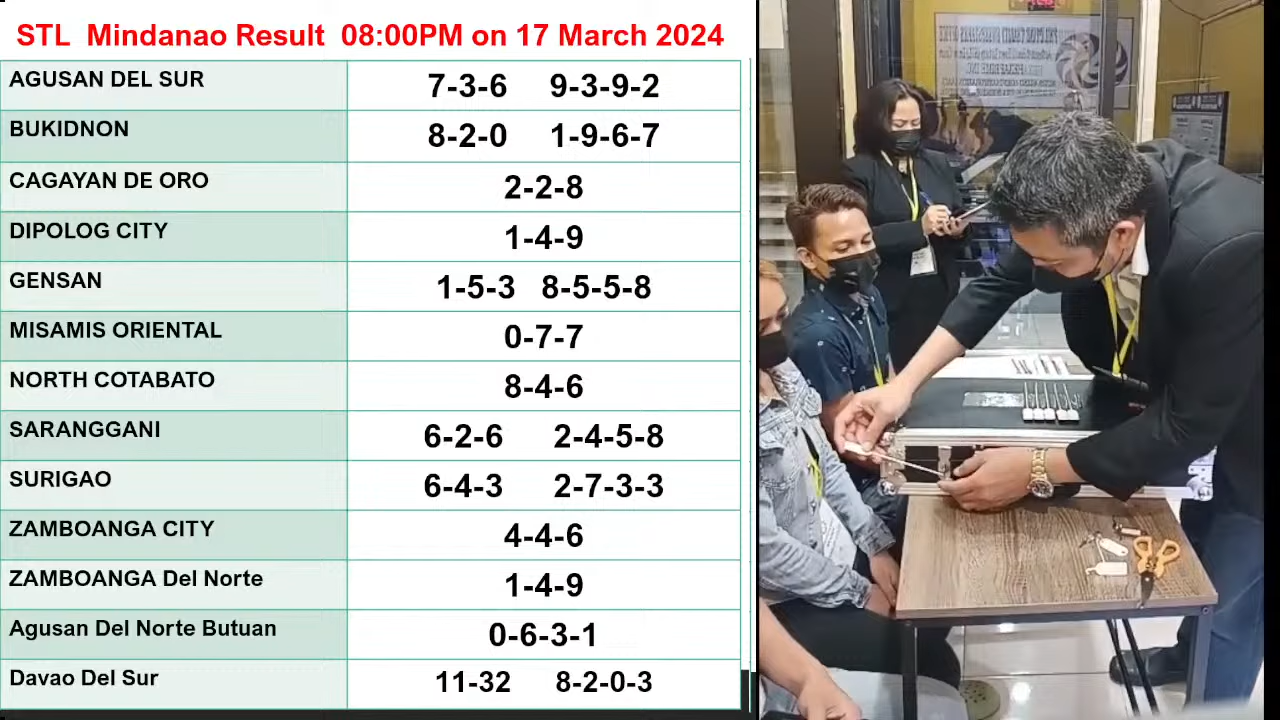 STL Mindanao Result 08:00PM on 17 March 2024
AGUSAN DEL SUR 7-3-6 9-3-9-2
BUKIDNON 8-2-0 1-9-6-7
CAGAYAN DE ORO 2-2-8
DIPOLOG CITY 1-4-9
GENSAN 1-5-3 8-5-5-8
MISAMIS ORIENTAL 0-7-7
NORTH COTABATO 8-4-6
SARANGGANI 6-2-6 2-4-5-8
SURIGAO 6-4-3 2-7-3-3
ZAMBOANGA CITY 4-4-6
ZAMBOANGA Del Norte 1-4-9
Agusan Del Norte Butuan 0-6-3-1
Davao Del Sur 11-32 8-2-0-3